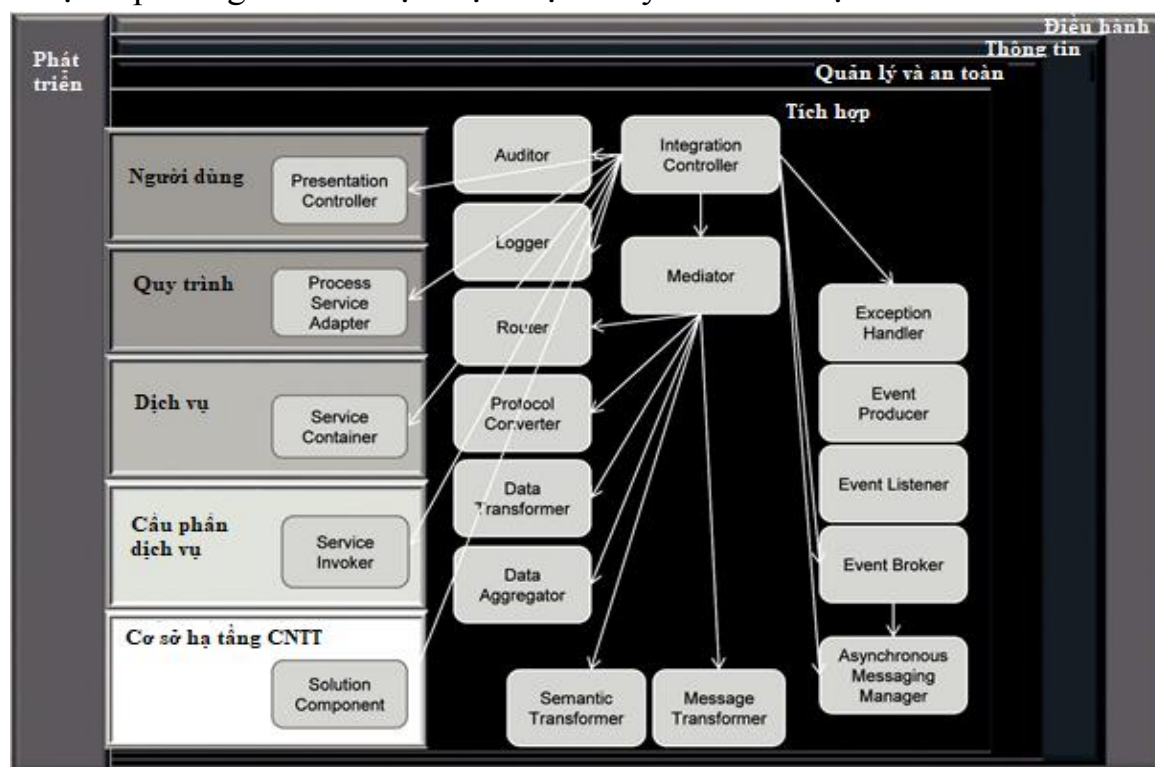 Điều hành
Thông tin
Quản lý và an toàn
Tích hợp
Phát
triển
Người dùng
Presentation
Controller
Quy trình
Process
Service
Adapter
Dịch vụ
Service
Container
Cấu phần
dịch vụ
Service
Invoker
Cơ sở hạ tầng CNTT
Solution
Component
Auditor
Logger
Router
Protocol
Converter
Data
Transformer
Data
Aggregator
Integration
Controller
Mediator
Semantic
Transformer
Message
Transformer
Exception
Handler
Event
Producer
Event Listener
Event Broker
Asynchronous
Messaging
Manager